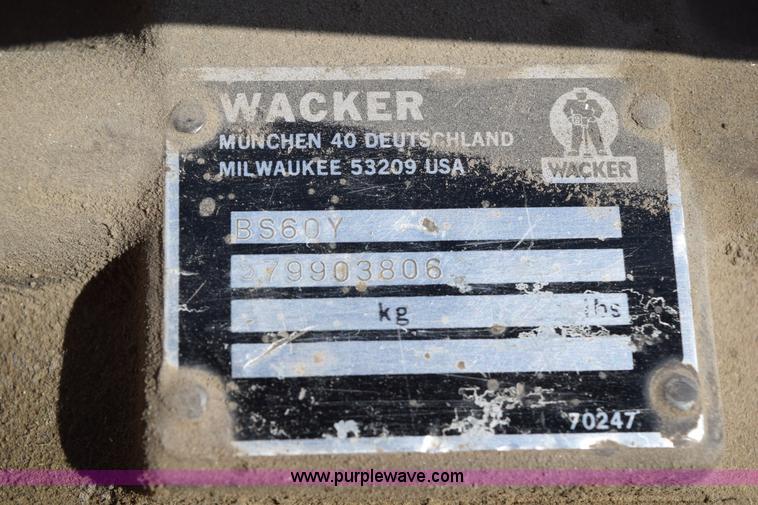 WACKER
MUNCHEN 40 DEUTSCHLAND
MILWAUKEE 53209 USA
WACKER
BS60Y
579903806
kg lbs
70247
www.purplewave.com